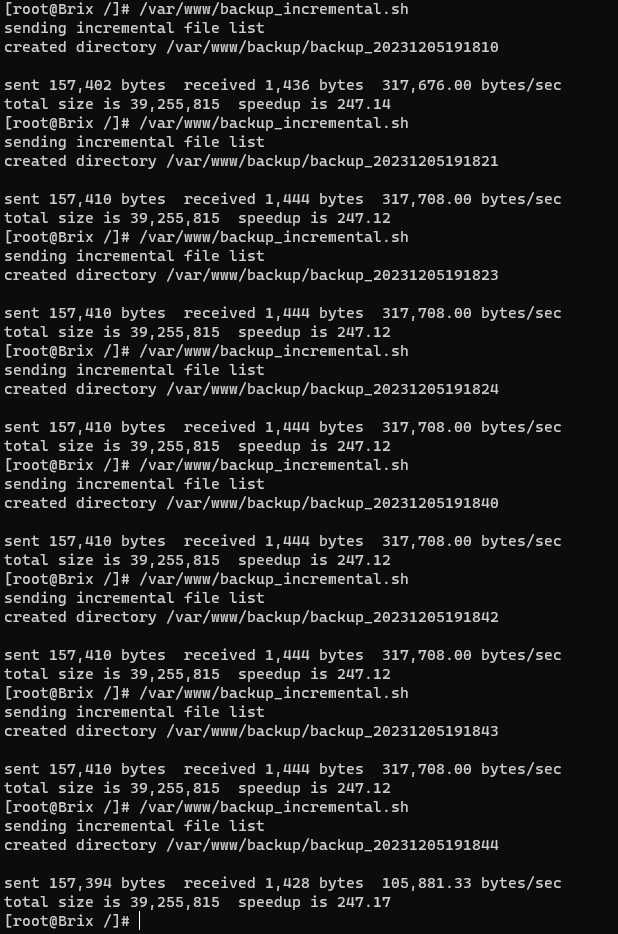 [root@Brix /]# /var/www/backup_incremental.sh
sending incremental file list
created directory /var/www/backup/backup_20231205191810

sent 157,402 bytes  received 1,436 bytes  317,676.00 bytes/sec
total size is 39,255,815  speedup is 247.14
[root@Brix /]# /var/www/backup_incremental.sh
sending incremental file list
created directory /var/www/backup/backup_20231205191821

sent 157,410 bytes  received 1,444 bytes  317,708.00 bytes/sec
total size is 39,255,815  speedup is 247.12
[root@Brix /]# /var/www/backup_incremental.sh
sending incremental file list
created directory /var/www/backup/backup_20231205191823

sent 157,410 bytes  received 1,444 bytes  317,708.00 bytes/sec
total size is 39,255,815  speedup is 247.12
[root@Brix /]# /var/www/backup_incremental.sh
sending incremental file list
created directory /var/www/backup/backup_20231205191824

sent 157,410 bytes  received 1,444 bytes  317,708.00 bytes/sec
total size is 39,255,815  speedup is 247.12
[root@Brix /]# /var/www/backup_incremental.sh
sending incremental file list
created directory /var/www/backup/backup_20231205191840

sent 157,410 bytes  received 1,444 bytes  317,708.00 bytes/sec
total size is 39,255,815  speedup is 247.12
[root@Brix /]# /var/www/backup_incremental.sh
sending incremental file list
created directory /var/www/backup/backup_20231205191842

sent 157,410 bytes  received 1,444 bytes  317,708.00 bytes/sec
total size is 39,255,815  speedup is 247.12
[root@Brix /]# /var/www/backup_incremental.sh
sending incremental file list
created directory /var/www/backup/backup_20231205191843

sent 157,410 bytes  received 1,444 bytes  317,708.00 bytes/sec
total size is 39,255,815  speedup is 247.12
[root@Brix /]# /var/www/backup_incremental.sh
sending incremental file list
created directory /var/www/backup/backup_20231205191844

sent 157,394 bytes  received 1,428 bytes  105,881.33 bytes/sec
total size is 39,255,815  speedup is 247.17
[root@Brix /]#